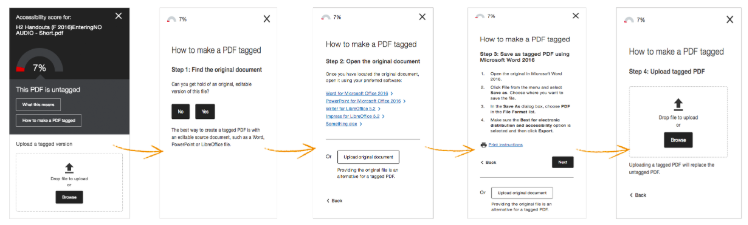 Accessibility score for:
H2 Handouts (F 2016)EnteringNO
AUDIO - Short.pdf
7%
This PDF is untagged
What this means
How to make a PDF tagged
Upload a tagged version
Drop file to upload
or
Browse
7%
How to make a PDF tagged
Step 1: Find the original document
Can you get hold of an original, editable
version of this file?
No
Yes
The best way to create a tagged PDF is with
an editable source document, such as a Word,
PowerPoint or LibreOffice file.
7%
How to make a PDF tagged
Step 2: Open the original document
Once you have located the original document,
open it using your preferred software:
Word for Microsoft Office 2016 >
PowerPoint for Microsoft Office 2016 >
Writer for LibreOffice 5.2 >
Impress for LibreOffice 5.2 >
Something else >
Or
Upload original document
Providing the original file is an
alternative for a tagged PDF.
< Back
7%
How to make a PDF tagged
Step 3: Save as tagged PDF using
Microsoft Word 2016
1. Open the original in Microsoft Word
2016.
2. Click File from the menu and select
Save as. Choose where you want to
save the file.
3. In the Save As dialog box, choose PDF
in the File Format list.
4. Make sure the Best for electronic
distribution and accessibility option is
selected and then click Export.
Print instructions
< Back
Next
Or
Upload original document
Providing the original file is an
alternative for a tagged PDF.
7%
How to make a PDF tagged
Step 4: Upload tagged PDF
Drop file to upload
or
Browse
Uploading a tagged PDF will replace the
untagged PDF.
< Back